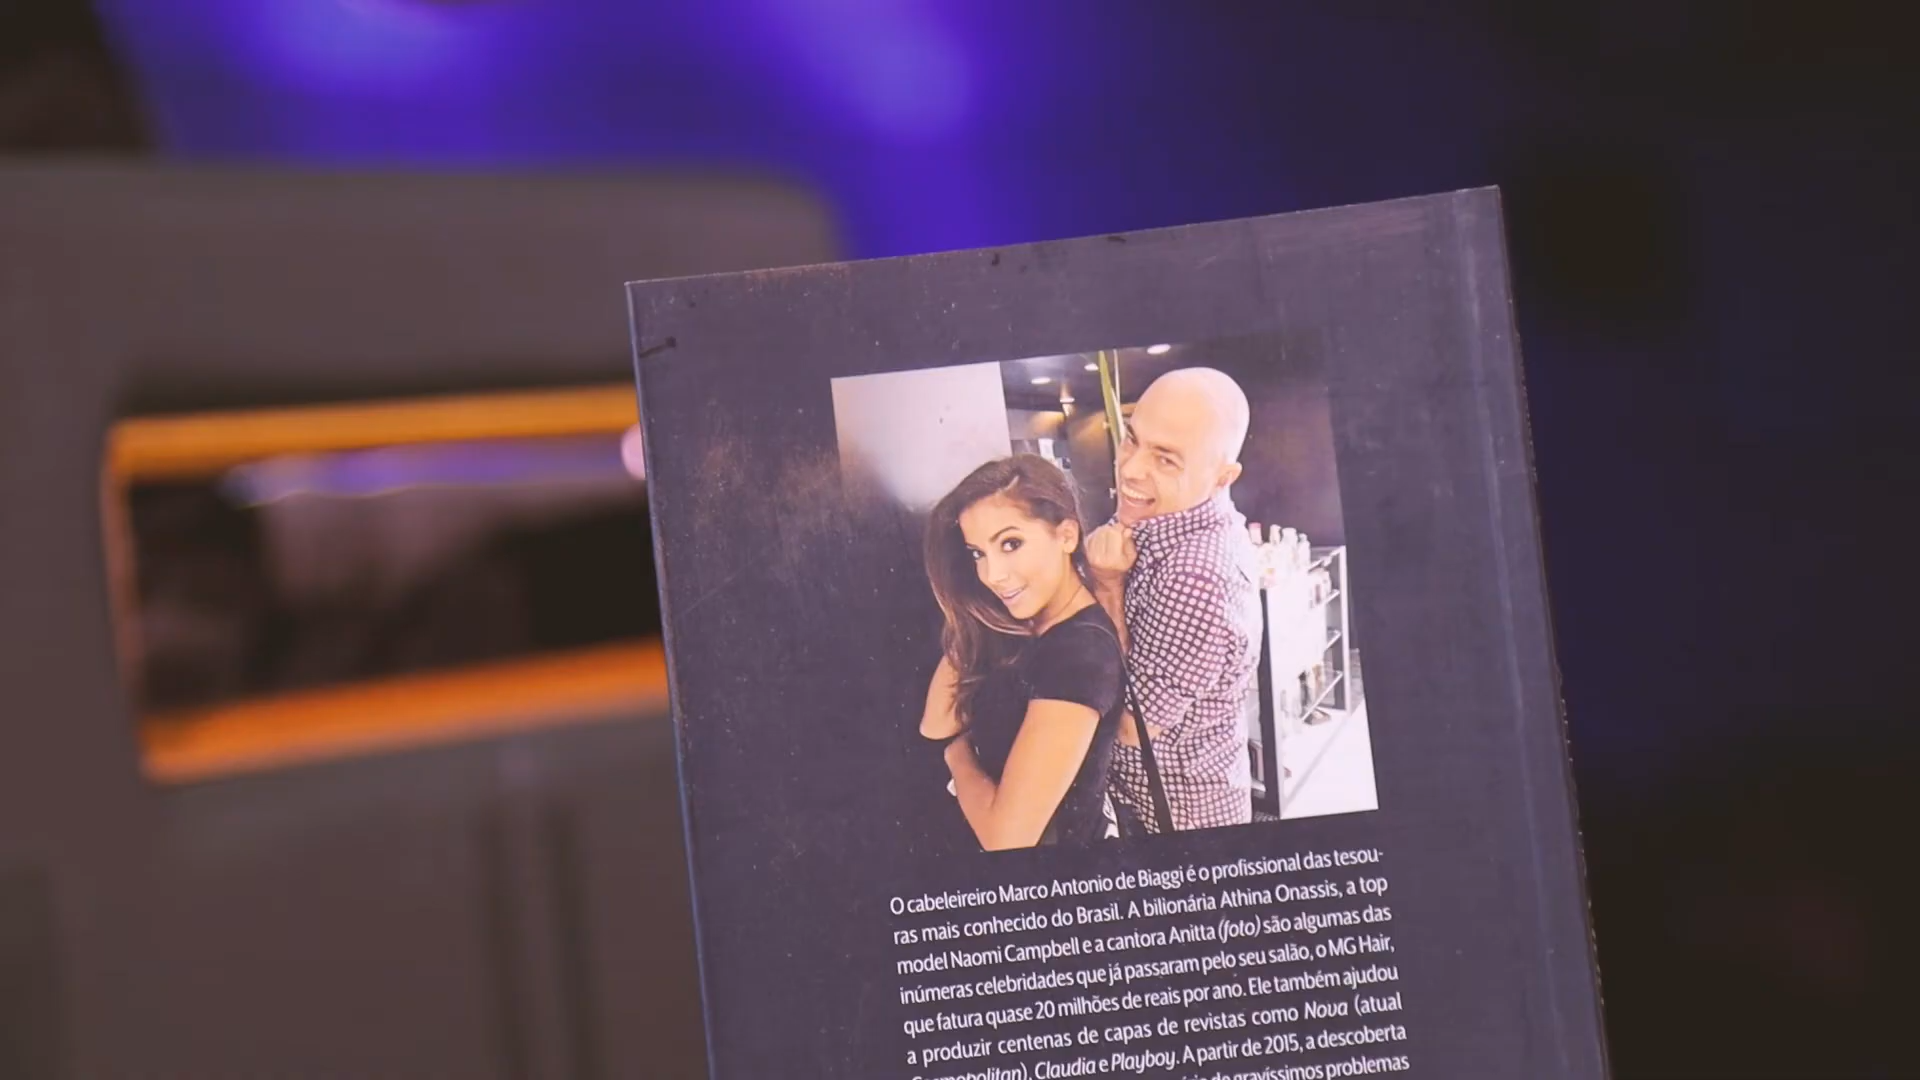 O cabeleireiro Marco Antonio de Biaggi é o profissional das tesou-
ras mais conhecido do Brasil. A bilionária Athina Onassis, a top
model Naomi Campbell e a cantora Anitta (foto) são algumas das
inúmeras celebridades que já passaram pelo seu salão, o MG Hair,
que fatura quase 20 milhões de reais por ano. Ele também ajudou
a produzir centenas de capas de revistas como Nova (atual
Cosmopolitan), Claudia e Playboy. A partir de 2015, a descoberta
de gravíssimos problemas